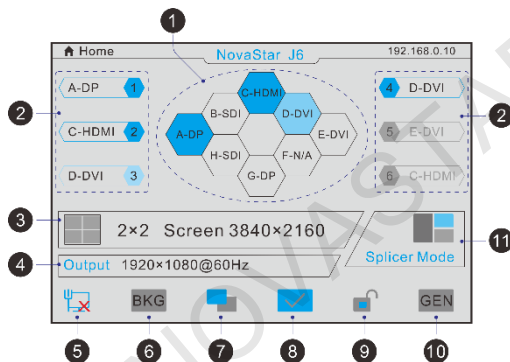 1
Home
NovaStar J6
192.168.0.10
2
A-DP 1
C-HDMI 2
D-DVI 3
C-HDMI
B-SDI
D-DVI
A-DP
E-DVI
H-SDI
F-N/A
G-DP
4 D-DVI
5 E-DVI
6 C-HDMI
2
3
2×2 Screen 3840×2160
4
Output 1920×1080@60Hz
Splicer Mode
11
BKG
GEN
5
6
7
8
9
10
NOVASTAR